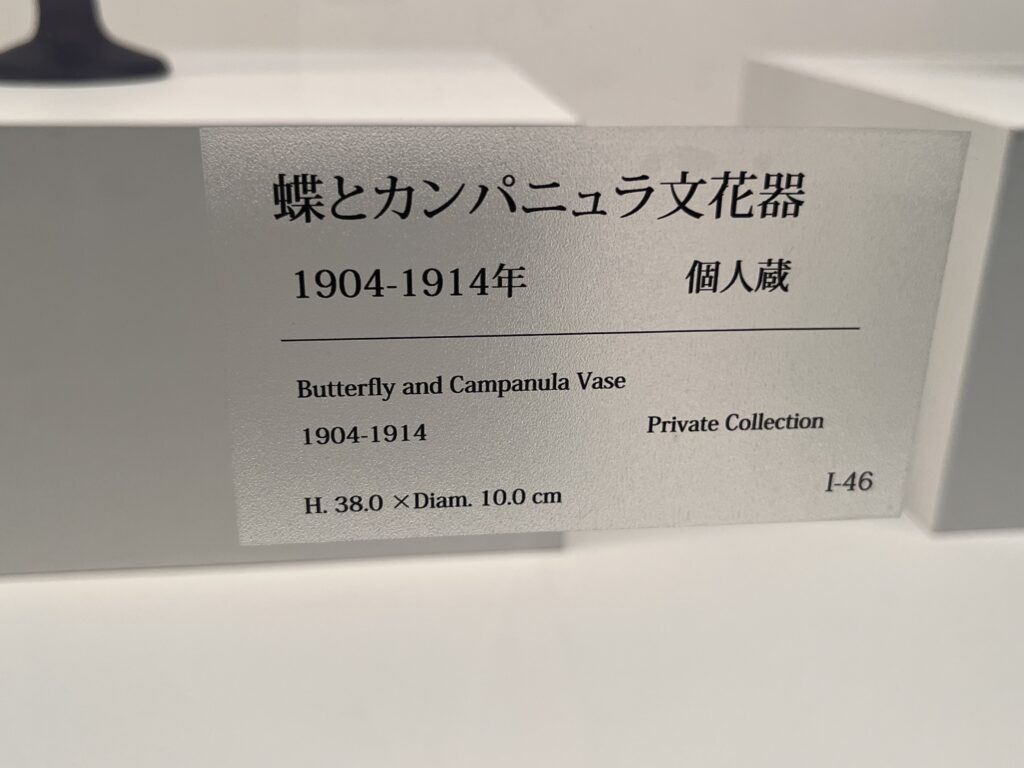 蝶とカンパニュラ文花器
1904-1914年 個人蔵
Butterfly and Campanula Vase
1904-1914 Private Collection
I-46
H. 38.0 ×Diam. 10.0 cm